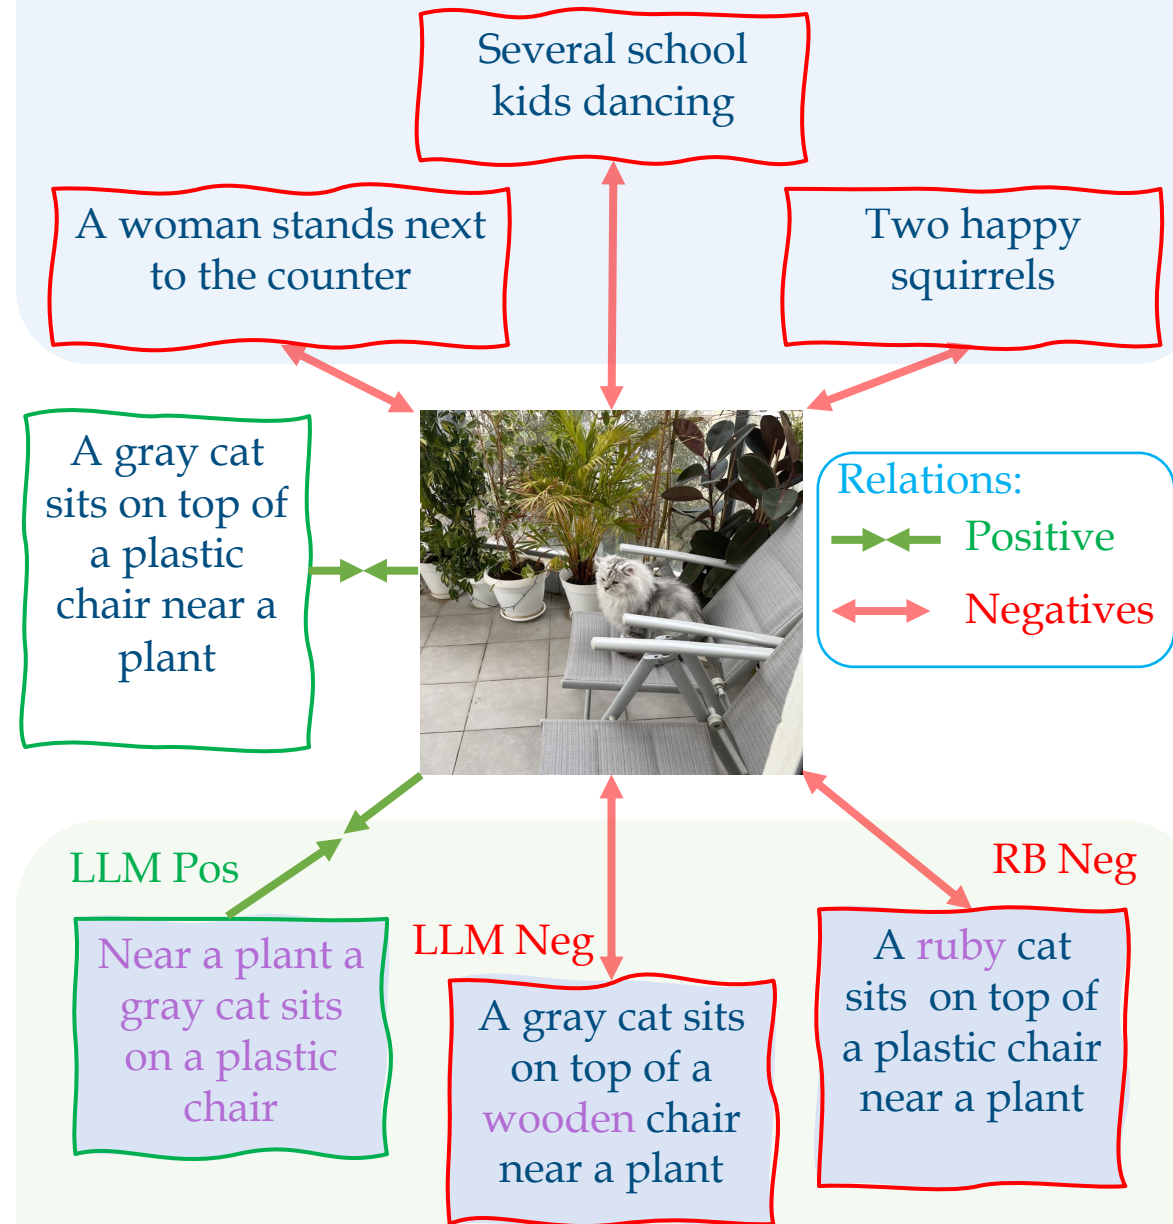 Several school
kids dancing
A woman stands next
to the counter
Two happy
squirrels
A gray cat
sits on top of
a plastic
chair near a
plant
Relations:
Positive
Negatives
LLM Pos
Near a plant a
gray cat sits
on a plastic
chair
LLM Neg
A gray cat sits
on top of a
wooden chair
near a plant
RB Neg
A ruby cat
sits on top of
a plastic chair
near a plant